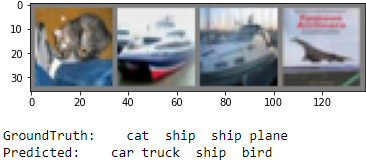 0
10
20
30
0 20 40 60 80 100 120
GroundTruth: cat ship ship plane
Predicted: car truck ship bird